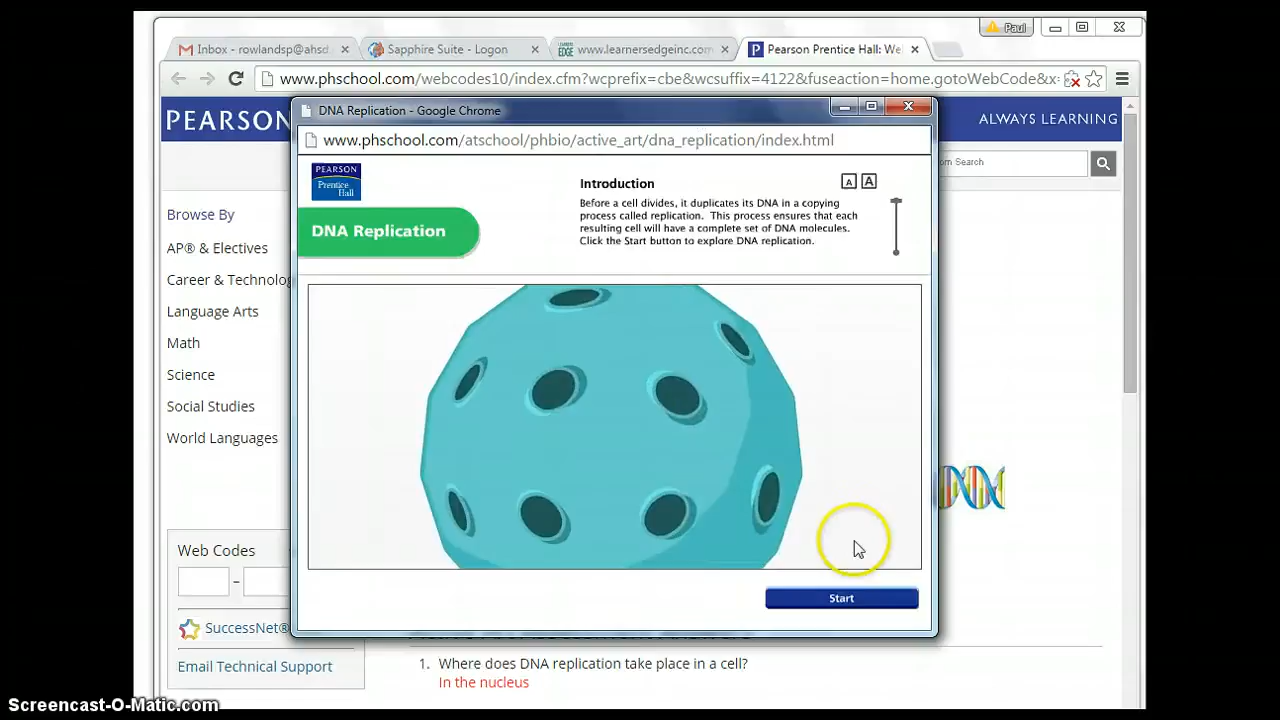 Paul
Inbox - rowlandsp@ahsd
Sapphire Suite - Logon
LEARNERS EDGE
www.learnersedgeinc.com
Pearson Prentice Hall: We
www.phschool.com/webcodes10/index.cfm?wcprefix=cbe&wcsuffix=4122&fuseaction=home.gotoWebCode&x
PEARSON
ALWAYS LEARNING
DNA Replication - Google Chrome
www.phschool.com/atschool/phbio/active_art/dna_replication/index.html
om Search
PEARSON
Prentice
Hall
Introduction
A A
Before a cell divides, it duplicates its DNA in a copying
process called replication. This process ensures that each
resulting cell will have a complete set of DNA molecules.
Click the Start button to explore DNA replication.
DNA Replication
Browse By
AP® & Electives
Career & Technolo
Language Arts
Math
Science
Social Studies
World Languages
Web Codes
–
SuccessNet®
Email Technical Support
Start
1. Where does DNA replication take place in a cell?
In the nucleus
Screencast-O-Matic.com